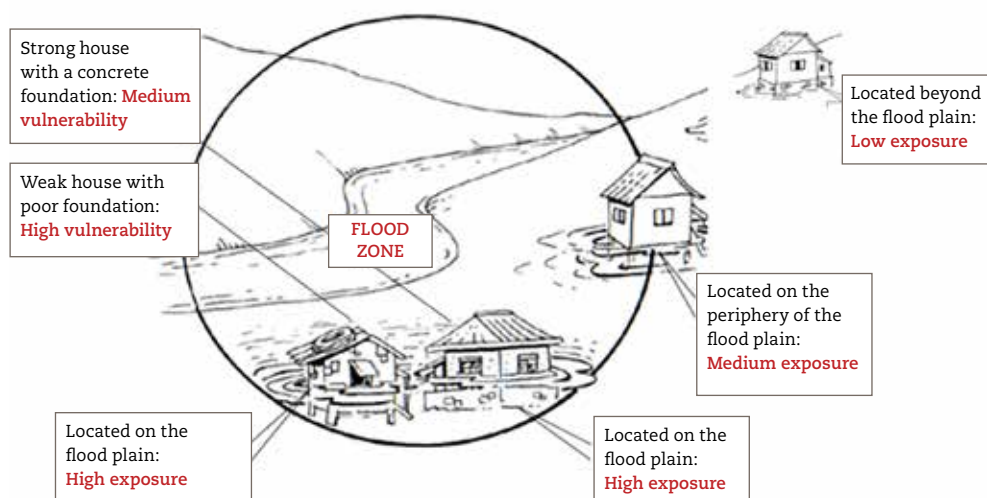 Strong house
with a concrete
foundation: Medium
vulnerability
Weak house with
poor foundation:
High vulnerability
FLOOD
ZONE
Located beyond
the flood plain:
Low exposure
Located on the
periphery of the
flood plain:
Medium exposure
Located on the
flood plain:
High exposure
Located on the
flood plain:
High exposure